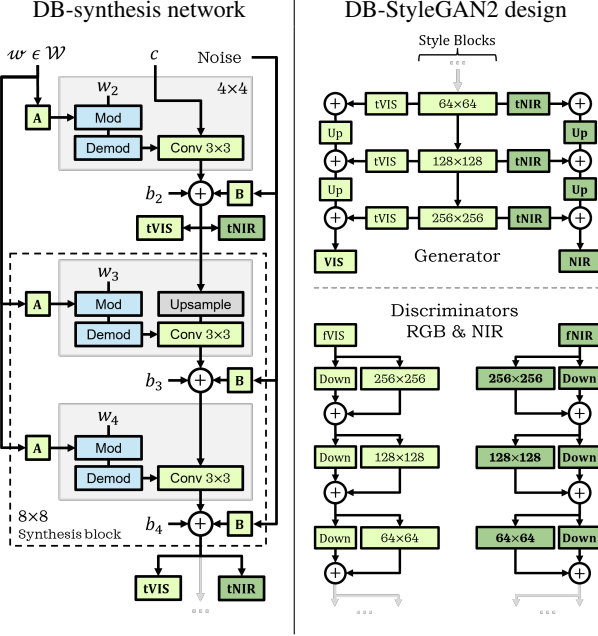 DB-synthesis network
w ∈ W
c
Noise
4×4
w2
A
Mod
Demod
Conv 3×3
b2
B
tVIS
tNIR
w3
A
Mod
Upsample
Demod
Conv 3×3
b3
B
w4
A
Mod
Demod
Conv 3×3
8×8
Synthesis block
b4
B
tVIS
tNIR
...
DB-StyleGAN2 design
Style Blocks
...
tVIS
64×64
tNIR
Up
Up
tVIS
128×128
tNIR
Up
Up
tVIS
256×256
tNIR
VIS
Generator
NIR
Discriminators
RGB & NIR
fVIS
fNIR
Down
256×256
256×256
Down
Down
128×128
128×128
Down
Down
64×64
64×64
Down
...
...